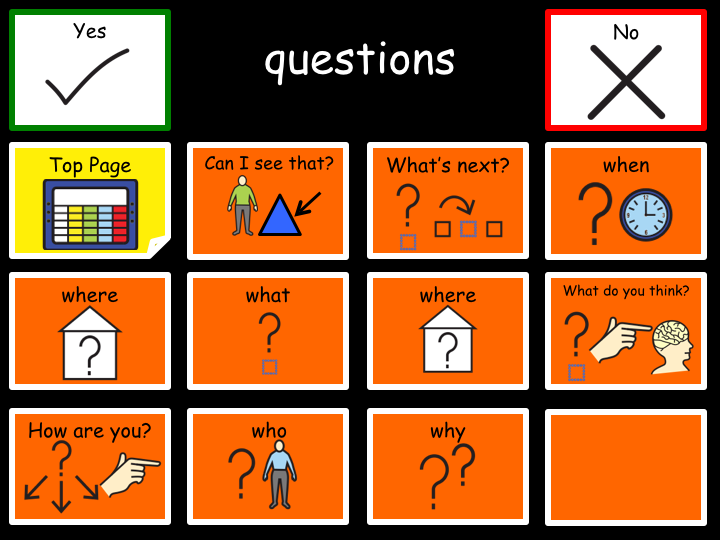 Yes
questions
No
Top Page
Can I see that?
What's next?
when
where
what
where
What do you think?
How are you?
who
why